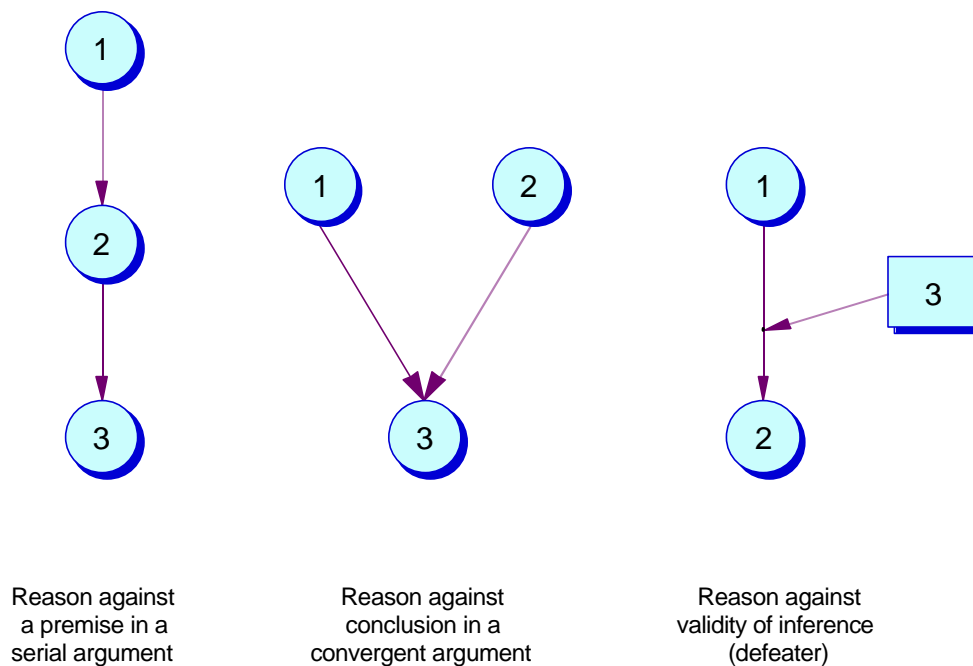 1
2
3
1
2
3
1
3
2
Reason against
a premise in a
serial argument
Reason against
conclusion in a
convergent argument
Reason against
validity of inference
(defeater)